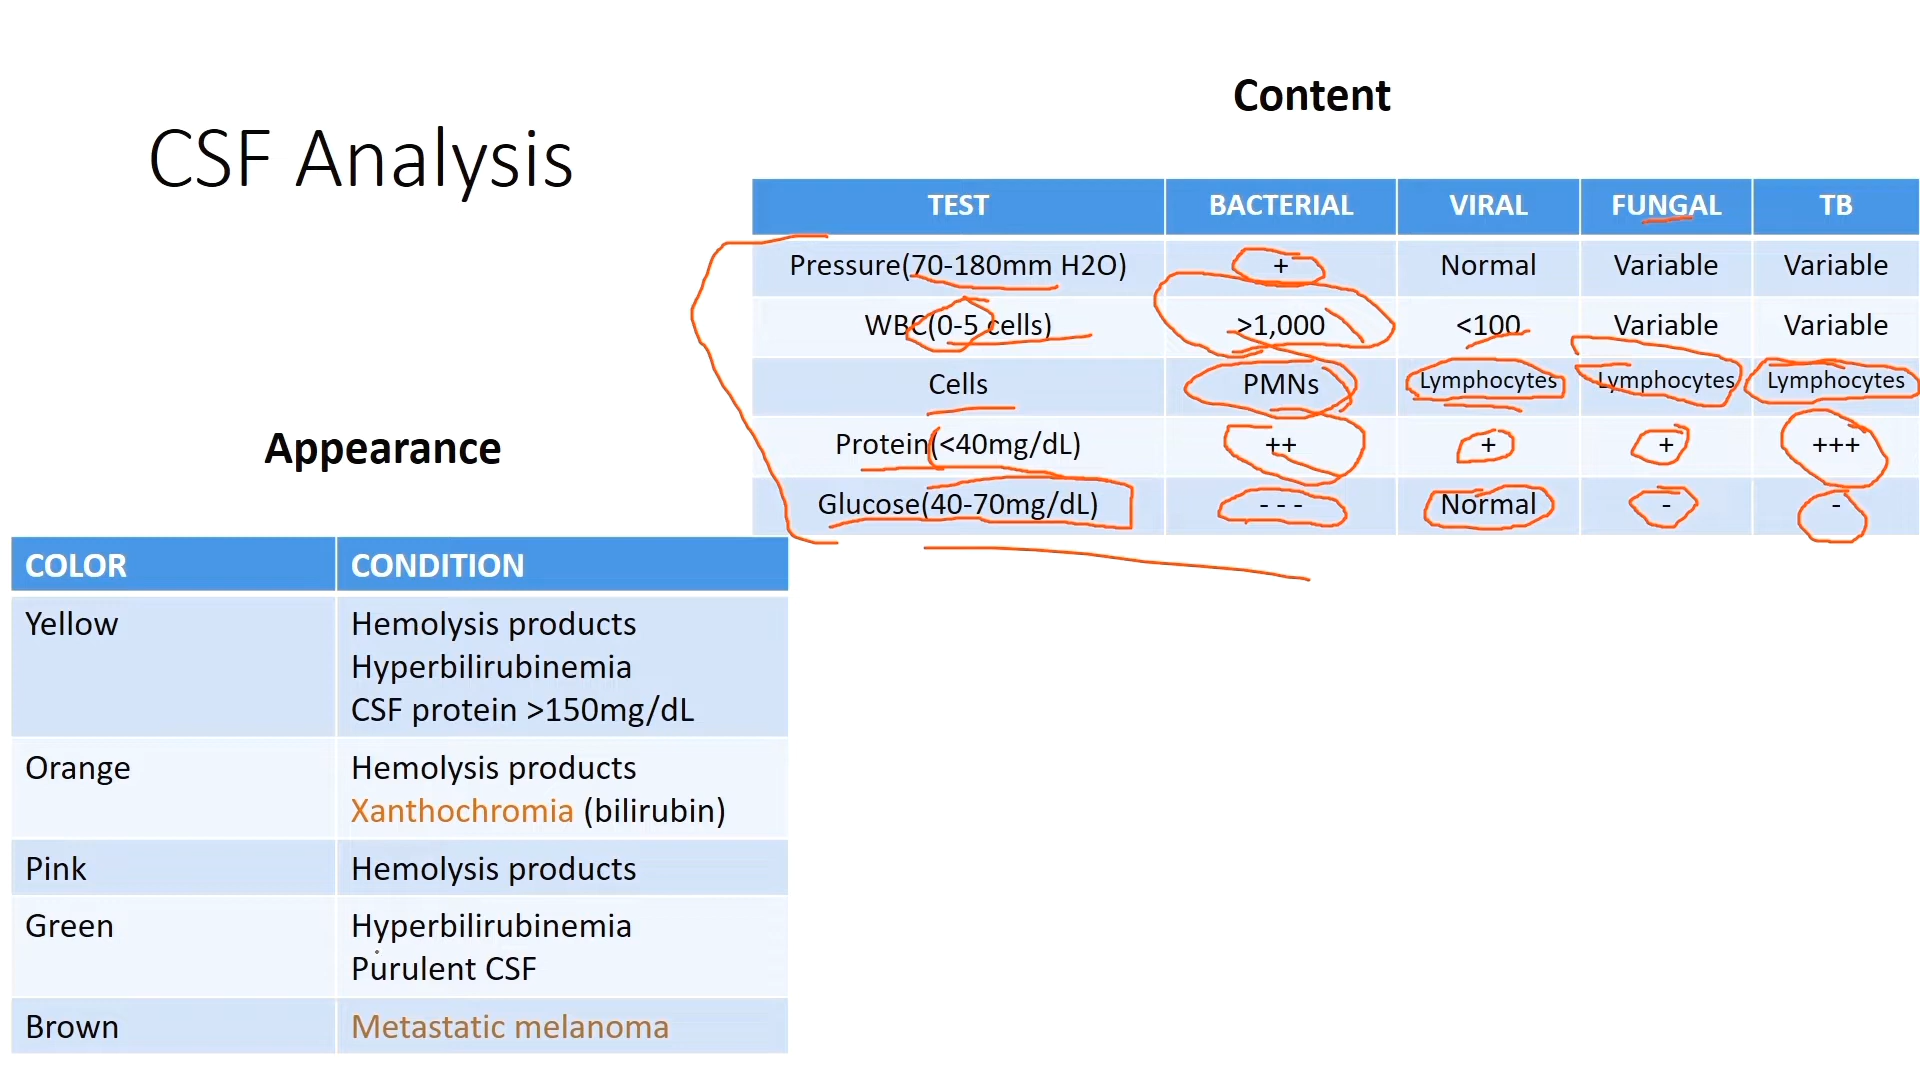 CSF Analysis
Content
TEST BACTERIAL VIRAL FUNGAL TB
Pressure(70-180mm H2O) + Normal Variable Variable
WBC(0-5 cells) >1,000 <100 Variable Variable
Cells PMNs Lymphocytes Lymphocytes Lymphocytes
Protein(<40mg/dL) ++ + + +++
Glucose(40-70mg/dL) - - - Normal - -
Appearance
COLOR CONDITION
Yellow Hemolysis products
Hyperbilirubinemia
CSF protein >150mg/dL
Orange Hemolysis products
Xanthochromia (bilirubin)
Pink Hemolysis products
Green Hyperbilirubinemia
Purulent CSF
Brown Metastatic melanoma